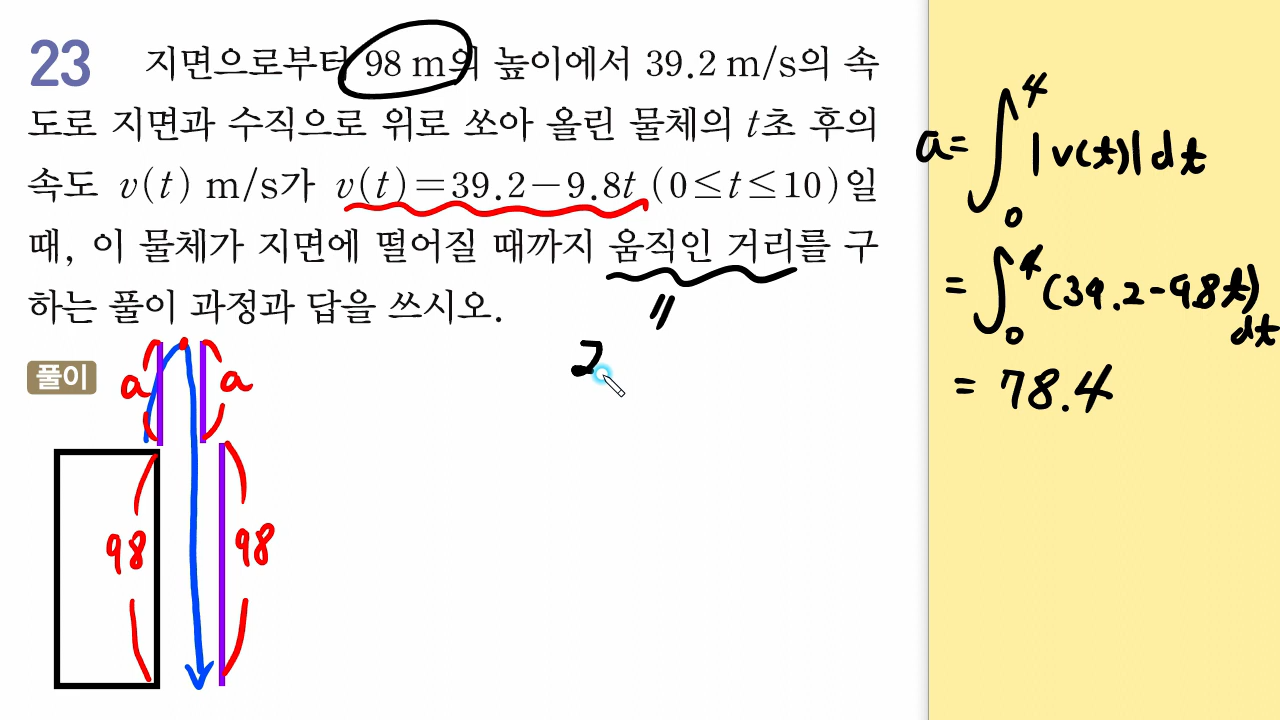 23 지면으로부터 98 m의 높이에서 39.2 m/s의 속
도로 지면과 수직으로 위로 쏘아 올린 물체의 t초 후의
속도 v(t) m/s가 v(t)=39.2-9.8t (0≤t≤10)일
때, 이 물체가 지면에 떨어질 때까지 움직인 거리를 구
하는 풀이 과정과 답을 쓰시오.
"
2
풀이
a a
98 98
a= ∫₀⁴ |v(t)| dt
= ∫₀⁴ (39.2-9.8t) dt
= 78.4